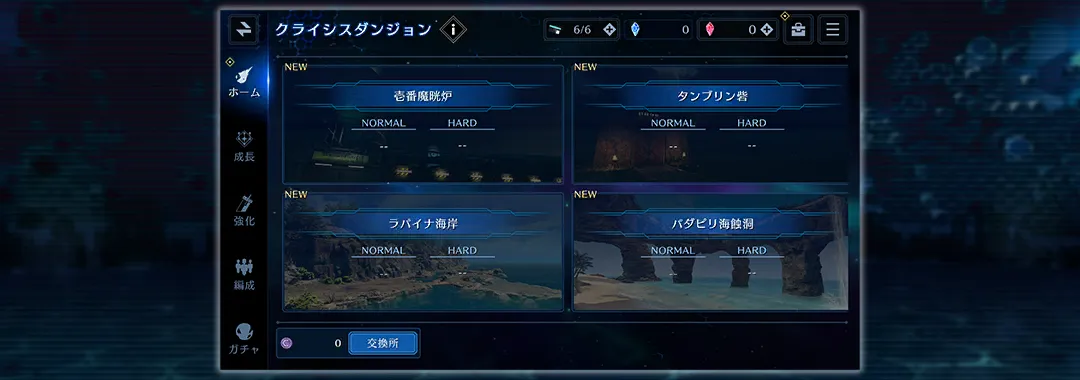 クライシスダンジョン
6/6
0
0
ホーム
成長
強化
編成
ガチャ
NEW
壱番魔晄炉
NORMAL HARD
-- --
NEW
タンブリン砦
NORMAL HARD
-- --
NEW
ラパイナ海岸
NORMAL HARD
-- --
NEW
バダビリ海蝕洞
NORMAL HARD
-- --
0
交換所